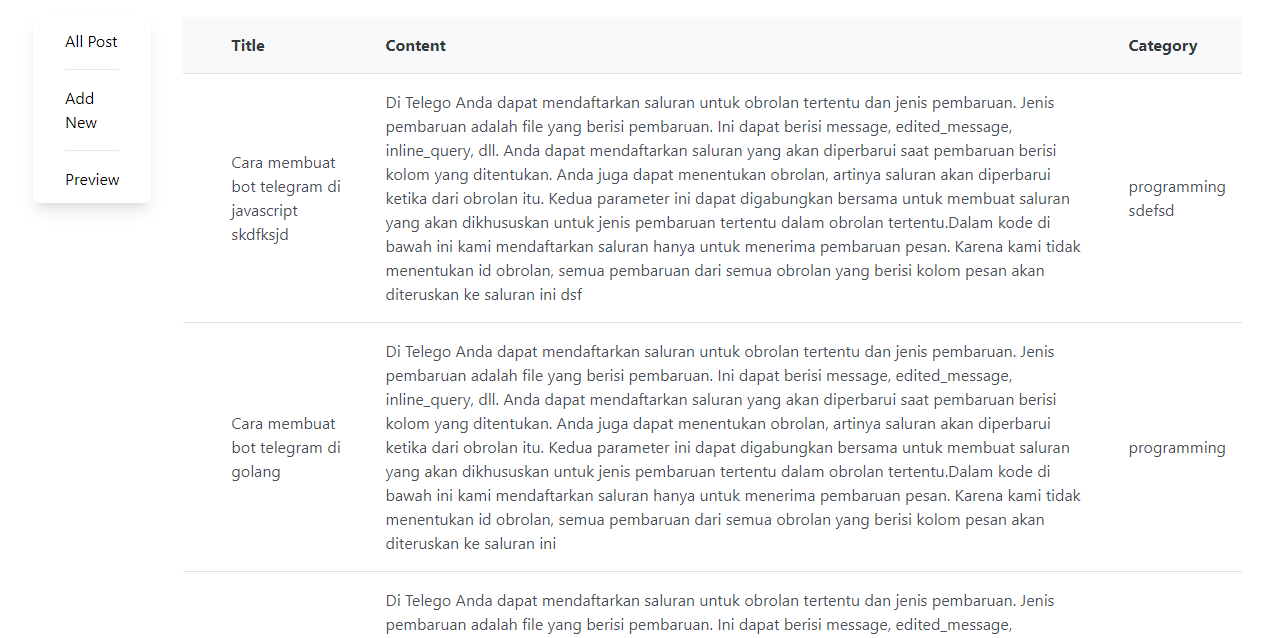 All Post
Add
New
Preview
Title Content Category
Cara membuat
bot telegram di
javascript
skdfksjd
Di Telego Anda dapat mendaftarkan saluran untuk obrolan tertentu dan jenis pembaruan. Jenis
pembaruan adalah file yang berisi pembaruan. Ini dapat berisi message, edited_message,
inline_query, dll. Anda dapat mendaftarkan saluran yang akan diperbarui saat pembaruan berisi
kolom yang ditentukan. Anda juga dapat menentukan obrolan, artinya saluran akan diperbarui
ketika dari obrolan itu. Kedua parameter ini dapat digabungkan bersama untuk membuat saluran
yang akan dikhususkan untuk jenis pembaruan tertentu dalam obrolan tertentu.Dalam kode di
bawah ini kami mendaftarkan saluran hanya untuk menerima pembaruan pesan. Karena kami tidak
menentukan id obrolan, semua pembaruan dari semua obrolan yang berisi kolom pesan akan
diteruskan ke saluran ini dsf
programming
sdefsd
Cara membuat
bot telegram di
golang
Di Telego Anda dapat mendaftarkan saluran untuk obrolan tertentu dan jenis pembaruan. Jenis
pembaruan adalah file yang berisi pembaruan. Ini dapat berisi message, edited_message,
inline_query, dll. Anda dapat mendaftarkan saluran yang akan diperbarui saat pembaruan berisi
kolom yang ditentukan. Anda juga dapat menentukan obrolan, artinya saluran akan diperbarui
ketika dari obrolan itu. Kedua parameter ini dapat digabungkan bersama untuk membuat saluran
yang akan dikhususkan untuk jenis pembaruan tertentu dalam obrolan tertentu.Dalam kode di
bawah ini kami mendaftarkan saluran hanya untuk menerima pembaruan pesan. Karena kami tidak
menentukan id obrolan, semua pembaruan dari semua obrolan yang berisi kolom pesan akan
diteruskan ke saluran ini
programming
Di Telego Anda dapat mendaftarkan saluran untuk obrolan tertentu dan jenis pembaruan. Jenis
pembaruan adalah file yang berisi pembaruan. Ini dapat berisi message, edited_message,